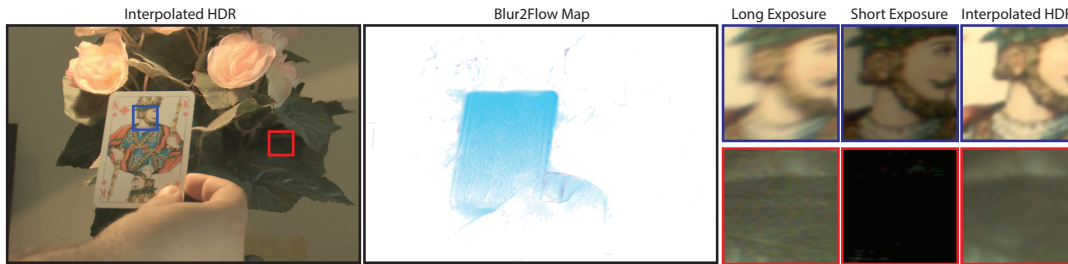 Interpolated HDR
Blur2Flow Map
Long Exposure
Short Exposure
Interpolated HDR
K
K